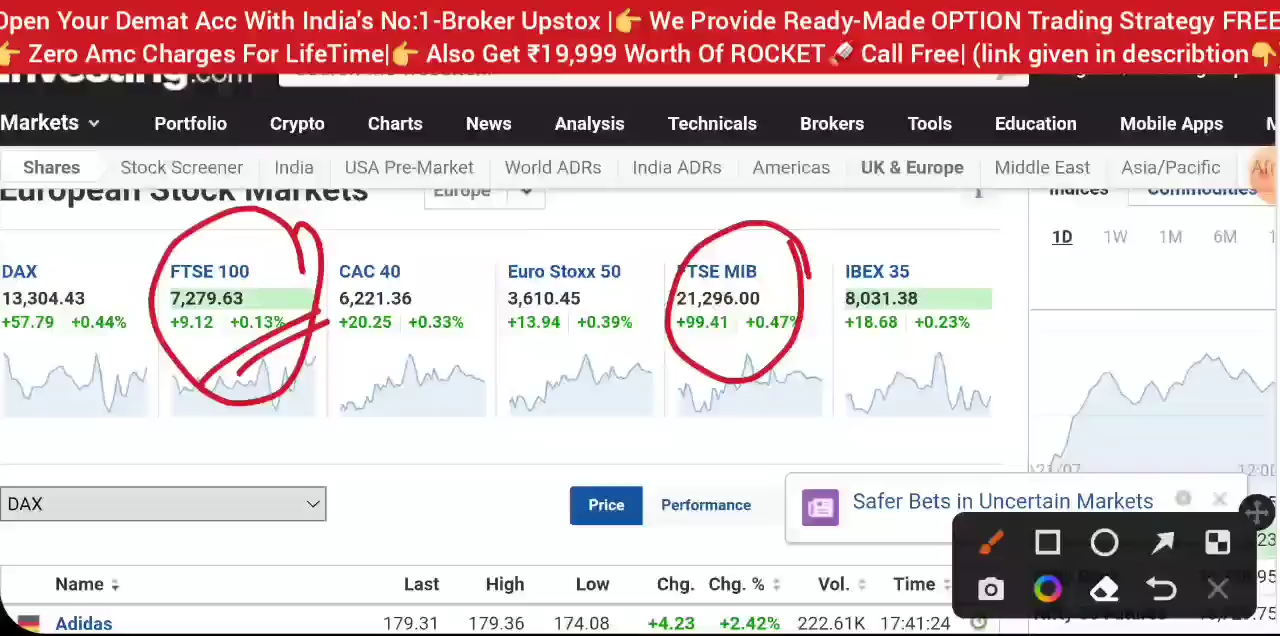 Open Your Demat Acc With India's No:1-Broker Upstox |👉 We Provide Ready-Made OPTION Trading Strategy FREE
👉 Zero Amc Charges For LifeTime|👉 Also Get ₹19,999 Worth Of ROCKET🚀 Call Free| (link given in describtion👇
Investing.com
Markets Portfolio Crypto Charts News Analysis Technicals Brokers Tools Education Mobile Apps
Shares Stock Screener India USA Pre-Market World ADRs India ADRs Americas UK & Europe Middle East Asia/Pacific
European Stock Markets Europe Indices Commodities
1D 1W 1M 6M
DAX FTSE 100 CAC 40 Euro Stoxx 50 FTSE MIB IBEX 35
13,304.43 7,279.63 6,221.36 3,610.45 21,296.00 8,031.38
+57.79 +0.44% +9.12 +0.13% +20.25 +0.33% +13.94 +0.39% +99.41 +0.47% +18.68 +0.23%
21/07 12:00
DAX Price Performance Safer Bets in Uncertain Markets
Name Last High Low Chg. Chg. % Vol. Time
Adidas 179.31 179.36 174.08 +4.23 +2.42% 222.61K 17:41:24